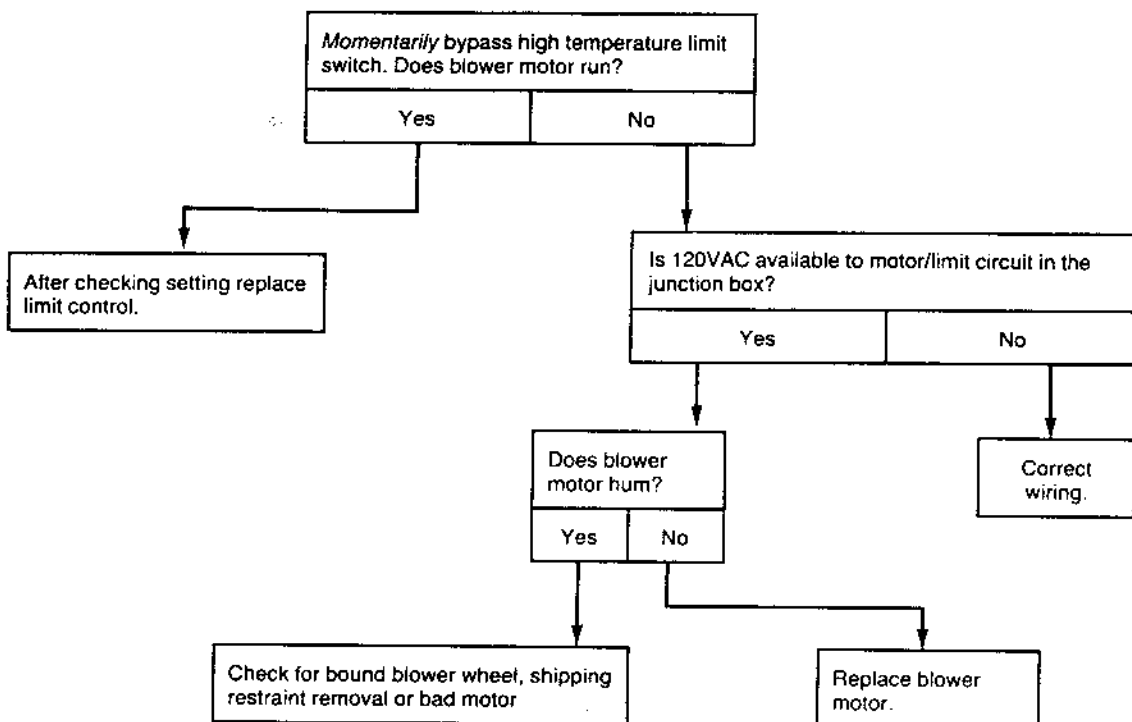 Momentarily bypass high temperature limit
switch. Does blower motor run?
Yes
No
After checking setting replace
limit control.
Is 120VAC available to motor/limit circuit in the
junction box?
Yes
No
Does blower
motor hum?
Yes
No
Correct
wiring.
Check for bound blower wheel, shipping
restraint removal or bad motor
Replace blower
motor.